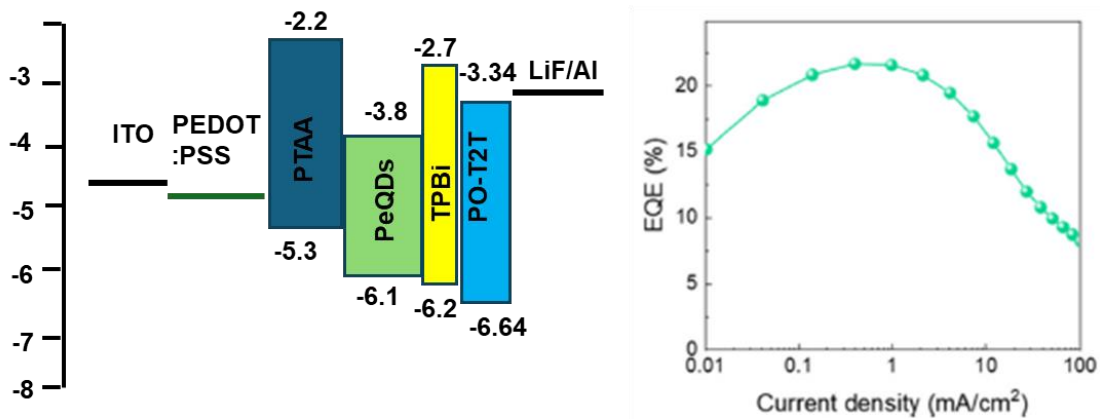 -2.2
-2.7
-3
-3.34
LiF/Al
-3.8
ITO
PEDOT
:PSS
-4
PTAA
PeQDs
TPBi
PO-T2T
-5
-5.3
-6
-6.1
-6.2
-6.64
-7
-8
EQE (%)
20
15
10
5
0
0.01
0.1
1
10
100
Current density (mA/cm²)